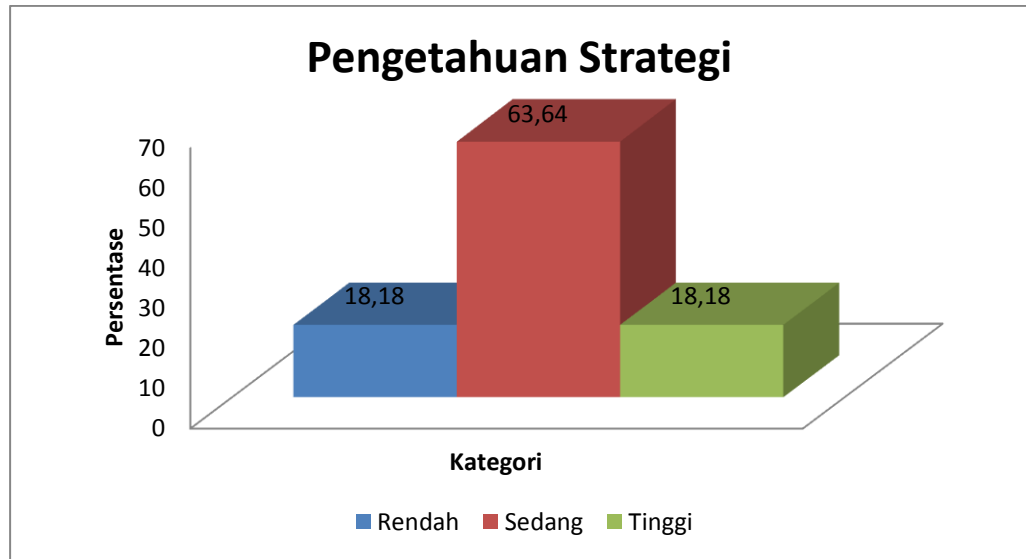 Pengetahuan Strategi
63,64
18,18
18,18
70
60
50
40
30
20
10
0
Persentase
Kategori
Rendah Sedang Tinggi